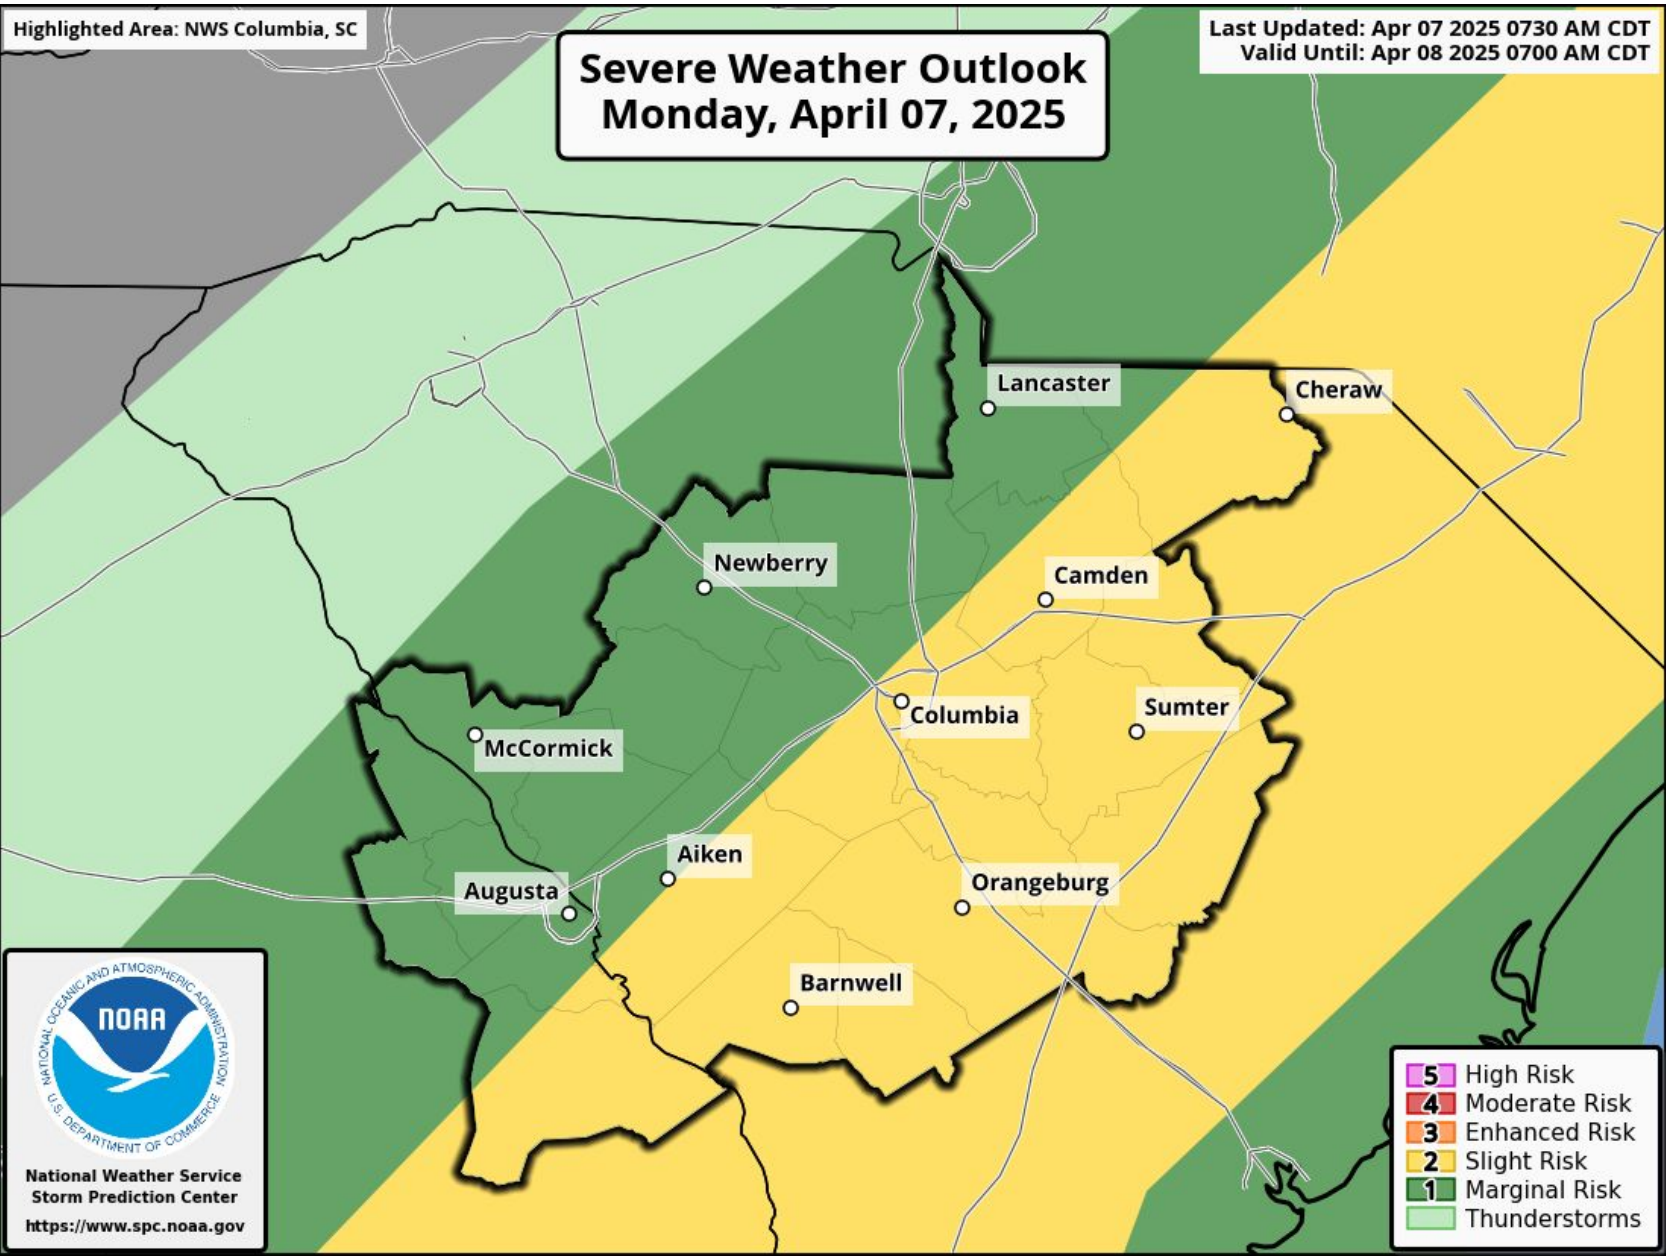 Highlighted Area: NWS Columbia, SC
Last Updated: Apr 07 2025 0730 AM CDT
Valid Until: Apr 08 2025 0700 AM CDT
Severe Weather Outlook
Monday, April 07, 2025
Lancaster
Cheraw
Newberry
Camden
Columbia
Sumter
McCormick
Aiken
Augusta
Orangeburg
Barnwell
NATIONAL OCEANIC AND ATMOSPHERIC ADMINISTRATION
NOAA
U.S. DEPARTMENT OF COMMERCE
National Weather Service
Storm Prediction Center
https://www.spc.noaa.gov
5 High Risk
4 Moderate Risk
3 Enhanced Risk
2 Slight Risk
1 Marginal Risk
Thunderstorms